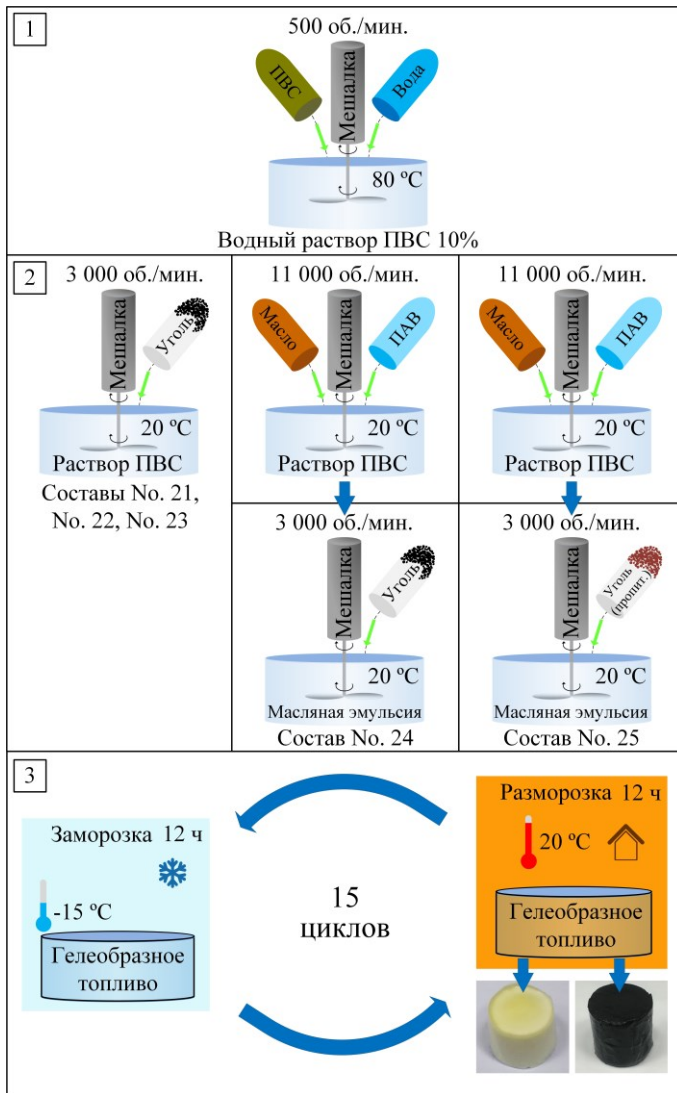 1
500 об./мин.
ПВС
Мешалка
Вода
80 ºC
Водный раствор ПВС 10%
2
3 000 об./мин.
Мешалка
Уголь
20 ºC
Раствор ПВС
Составы No. 21,
No. 22, No. 23
11 000 об./мин.
Масло
Мешалка
ПАВ
20 ºC
Раствор ПВС
3 000 об./мин.
Мешалка
Уголь
20 ºC
Масляная эмульсия
Состав No. 24
11 000 об./мин.
Масло
Мешалка
ПАВ
20 ºC
Раствор ПВС
3 000 об./мин.
Мешалка
Уголь
(пропит.)
20 ºC
Масляная эмульсия
Состав No. 25
3
Заморозка 12 ч
-15 ºC
Гелеобразное
топливо
15
циклов
Разморозка 12 ч
20 ºC
Гелеобразное
топливо